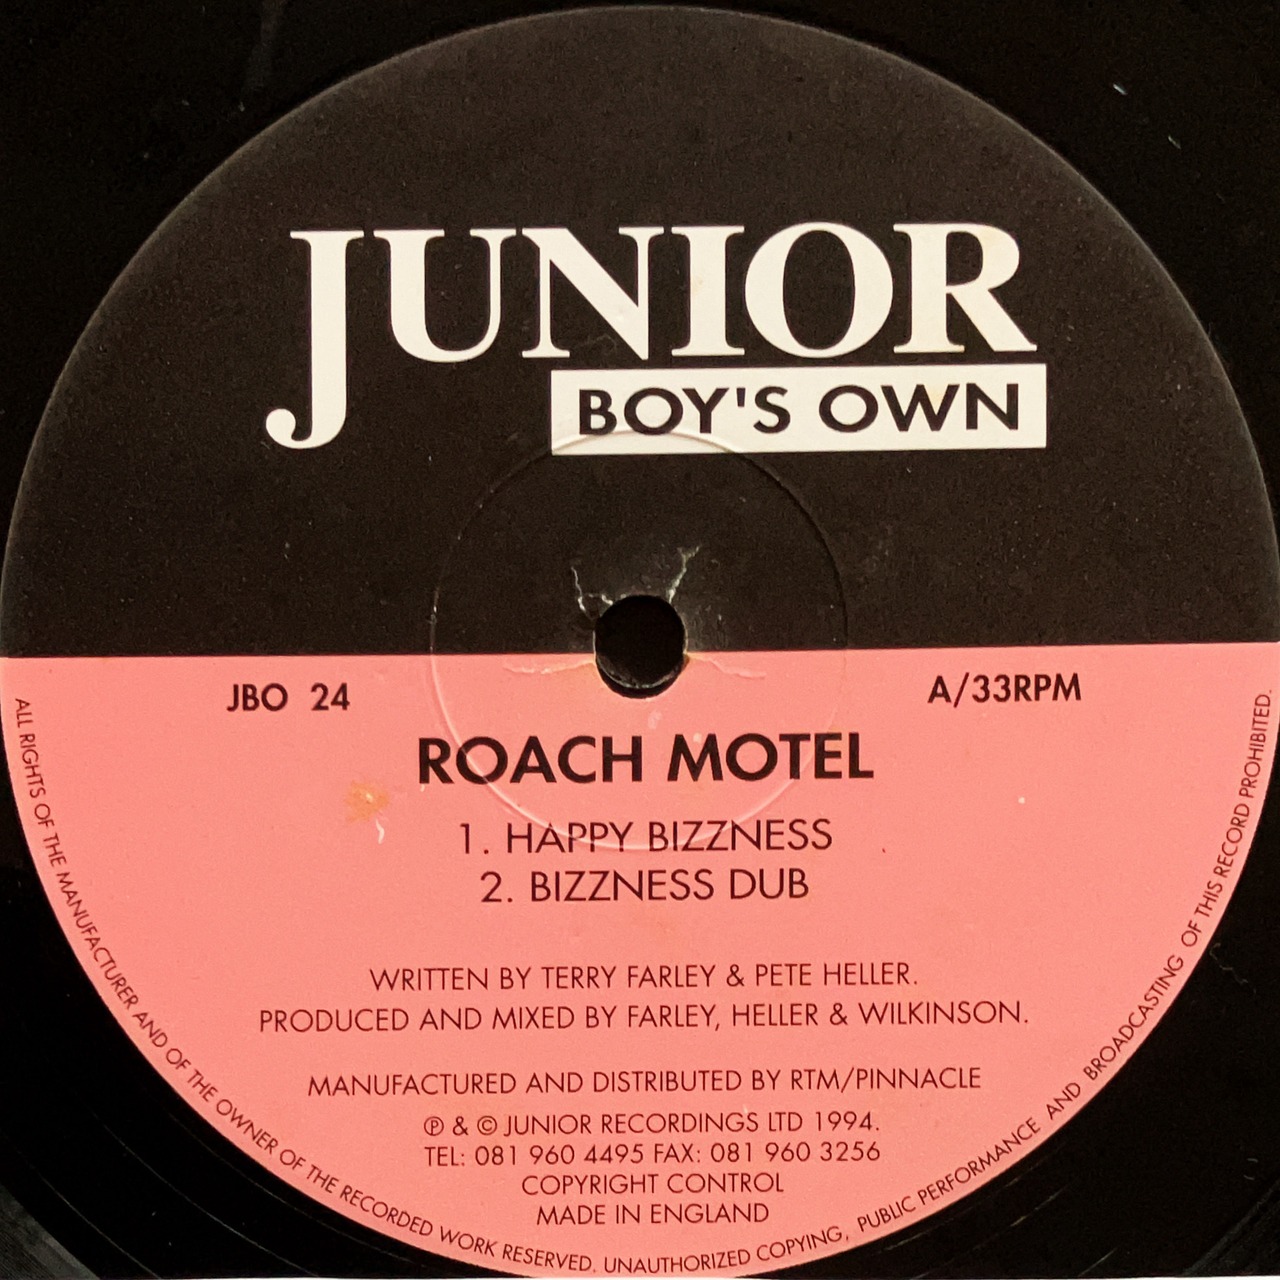 JUNIOR
BOY'S OWN
JBO 24
A/33RPM
ROACH MOTEL
1. HAPPY BIZZNESS
2. BIZZNESS DUB
WRITTEN BY TERRY FARLEY & PETE HELLER.
PRODUCED AND MIXED BY FARLEY, HELLER & WILKINSON.
MANUFACTURED AND DISTRIBUTED BY RTM/PINNACLE
℗ & © JUNIOR RECORDINGS LTD 1994.
TEL: 081 960 4495 FAX: 081 960 3256
COPYRIGHT CONTROL
MADE IN ENGLAND
ALL RIGHTS OF THE MANUFACTURER AND OF THE OWNER OF THE RECORDED WORK RESERVED. UNAUTHORIZED COPYING, PUBLIC PERFORMANCE AND BROADCASTING OF THIS RECORD PROHIBITED.